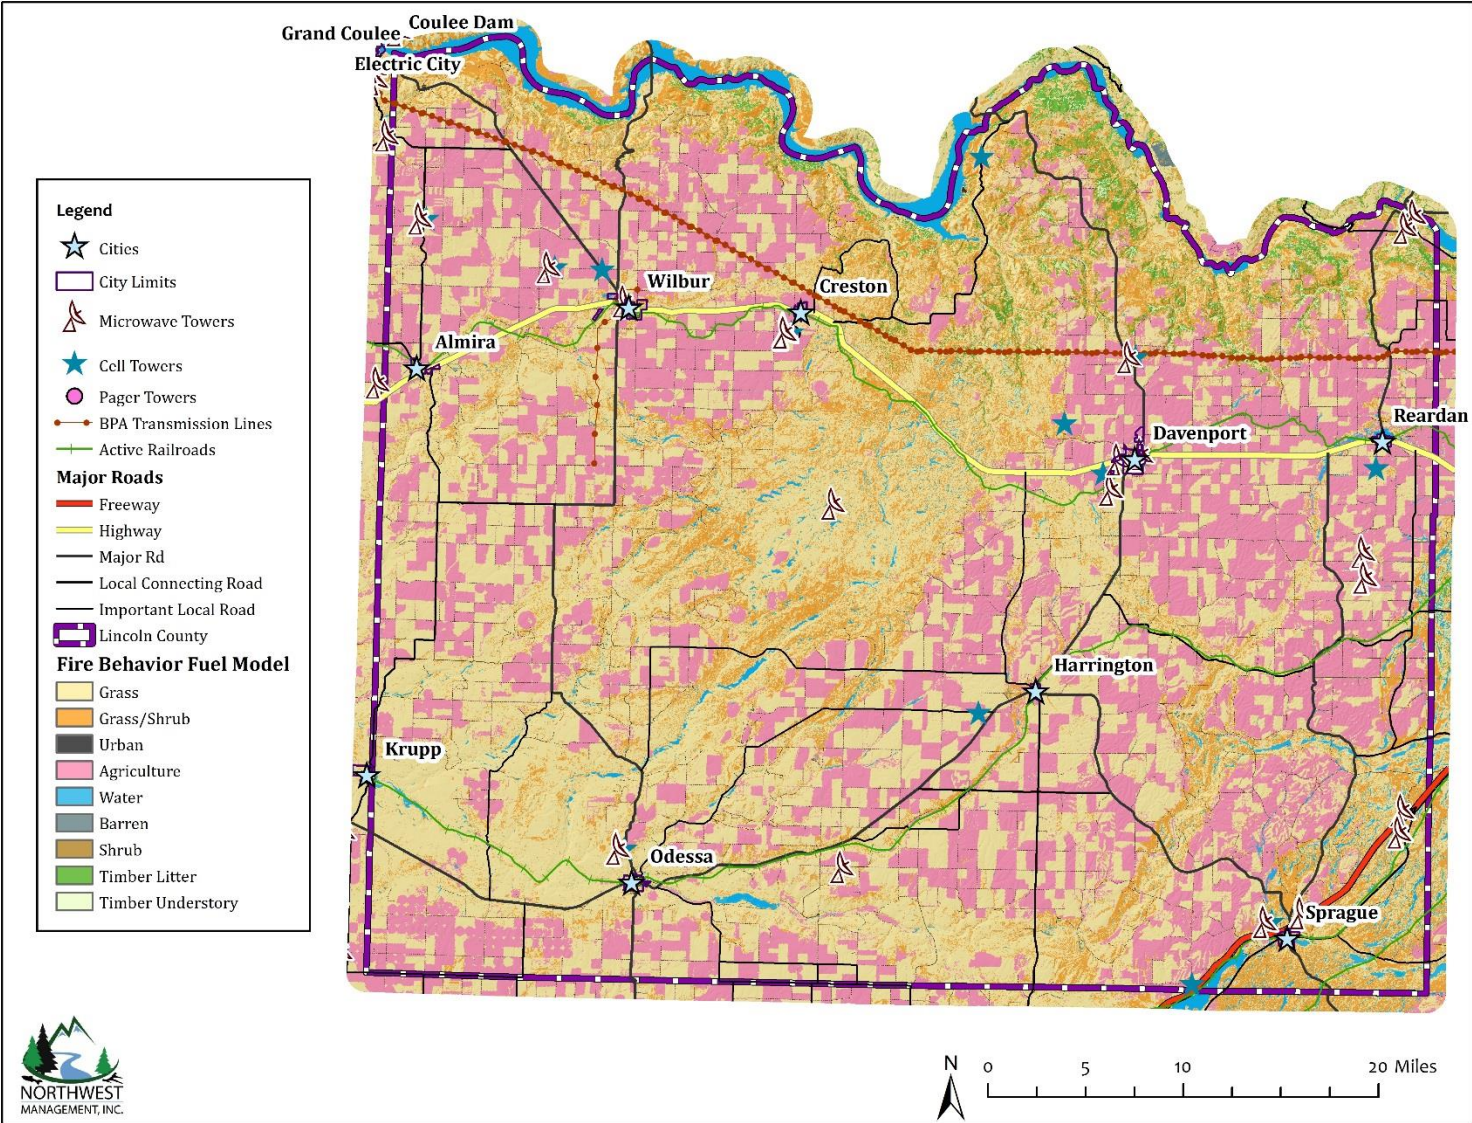 Coulee Dam
Grand Coulee
Electric City
Wilbur
Creston
Almira
Reardan
Davenport
Harrington
Krupp
Odessa
Sprague
Legend
Cities
City Limits
Microwave Towers
Cell Towers
Pager Towers
BPA Transmission Lines
Active Railroads
Major Roads
Freeway
Highway
Major Rd
Local Connecting Road
Important Local Road
Lincoln County
Fire Behavior Fuel Model
Grass
Grass/Shrub
Urban
Agriculture
Water
Barren
Shrub
Timber Litter
Timber Understory
NORTHWEST
MANAGEMENT, INC.
N
0 5 10 20 Miles